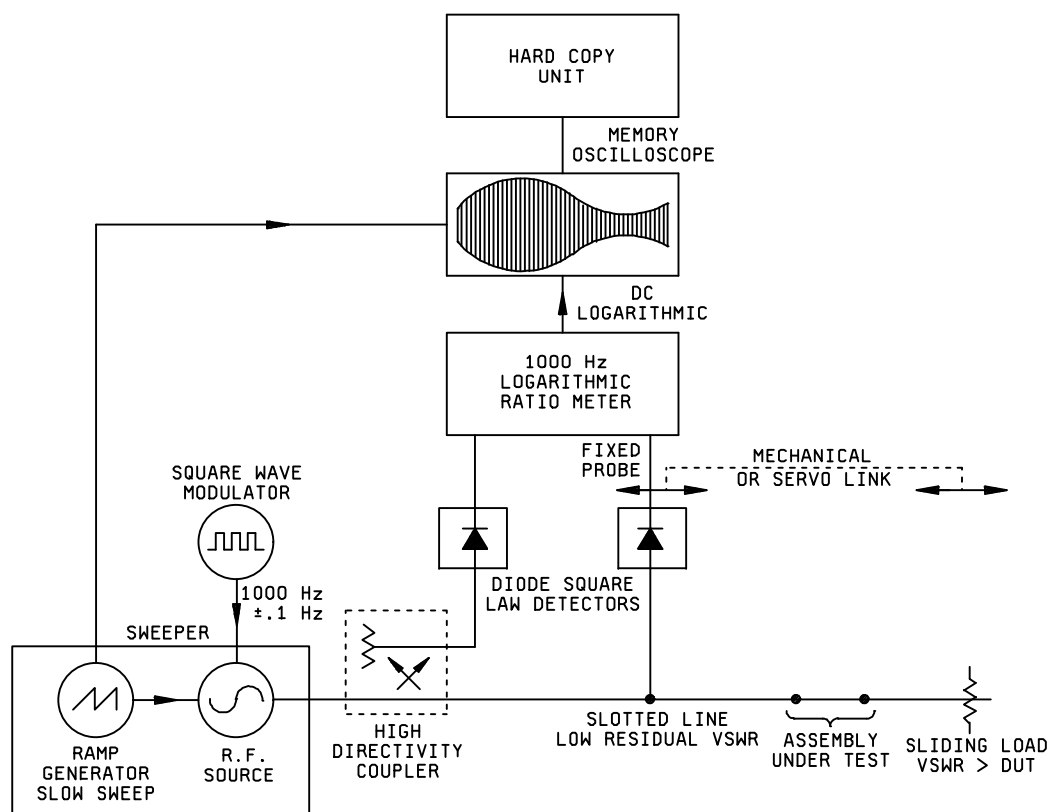 HARD COPY
UNIT
MEMORY
OSCILLOSCOPE
DC
LOGARITHMIC
1000 Hz
LOGARITHMIC
RATIO METER
FIXED
PROBE
MECHANICAL
OR SERVO LINK
SQUARE WAVE
MODULATOR
1000 Hz
±.1 Hz
DIODE SQUARE
LAW DETECTORS
SWEEPER
RAMP
GENERATOR
SLOW SWEEP
R.F.
SOURCE
HIGH
DIRECTIVITY
COUPLER
SLOTTED LINE
LOW RESIDUAL VSWR
ASSEMBLY
UNDER TEST
SLIDING LOAD
VSWR > DUT